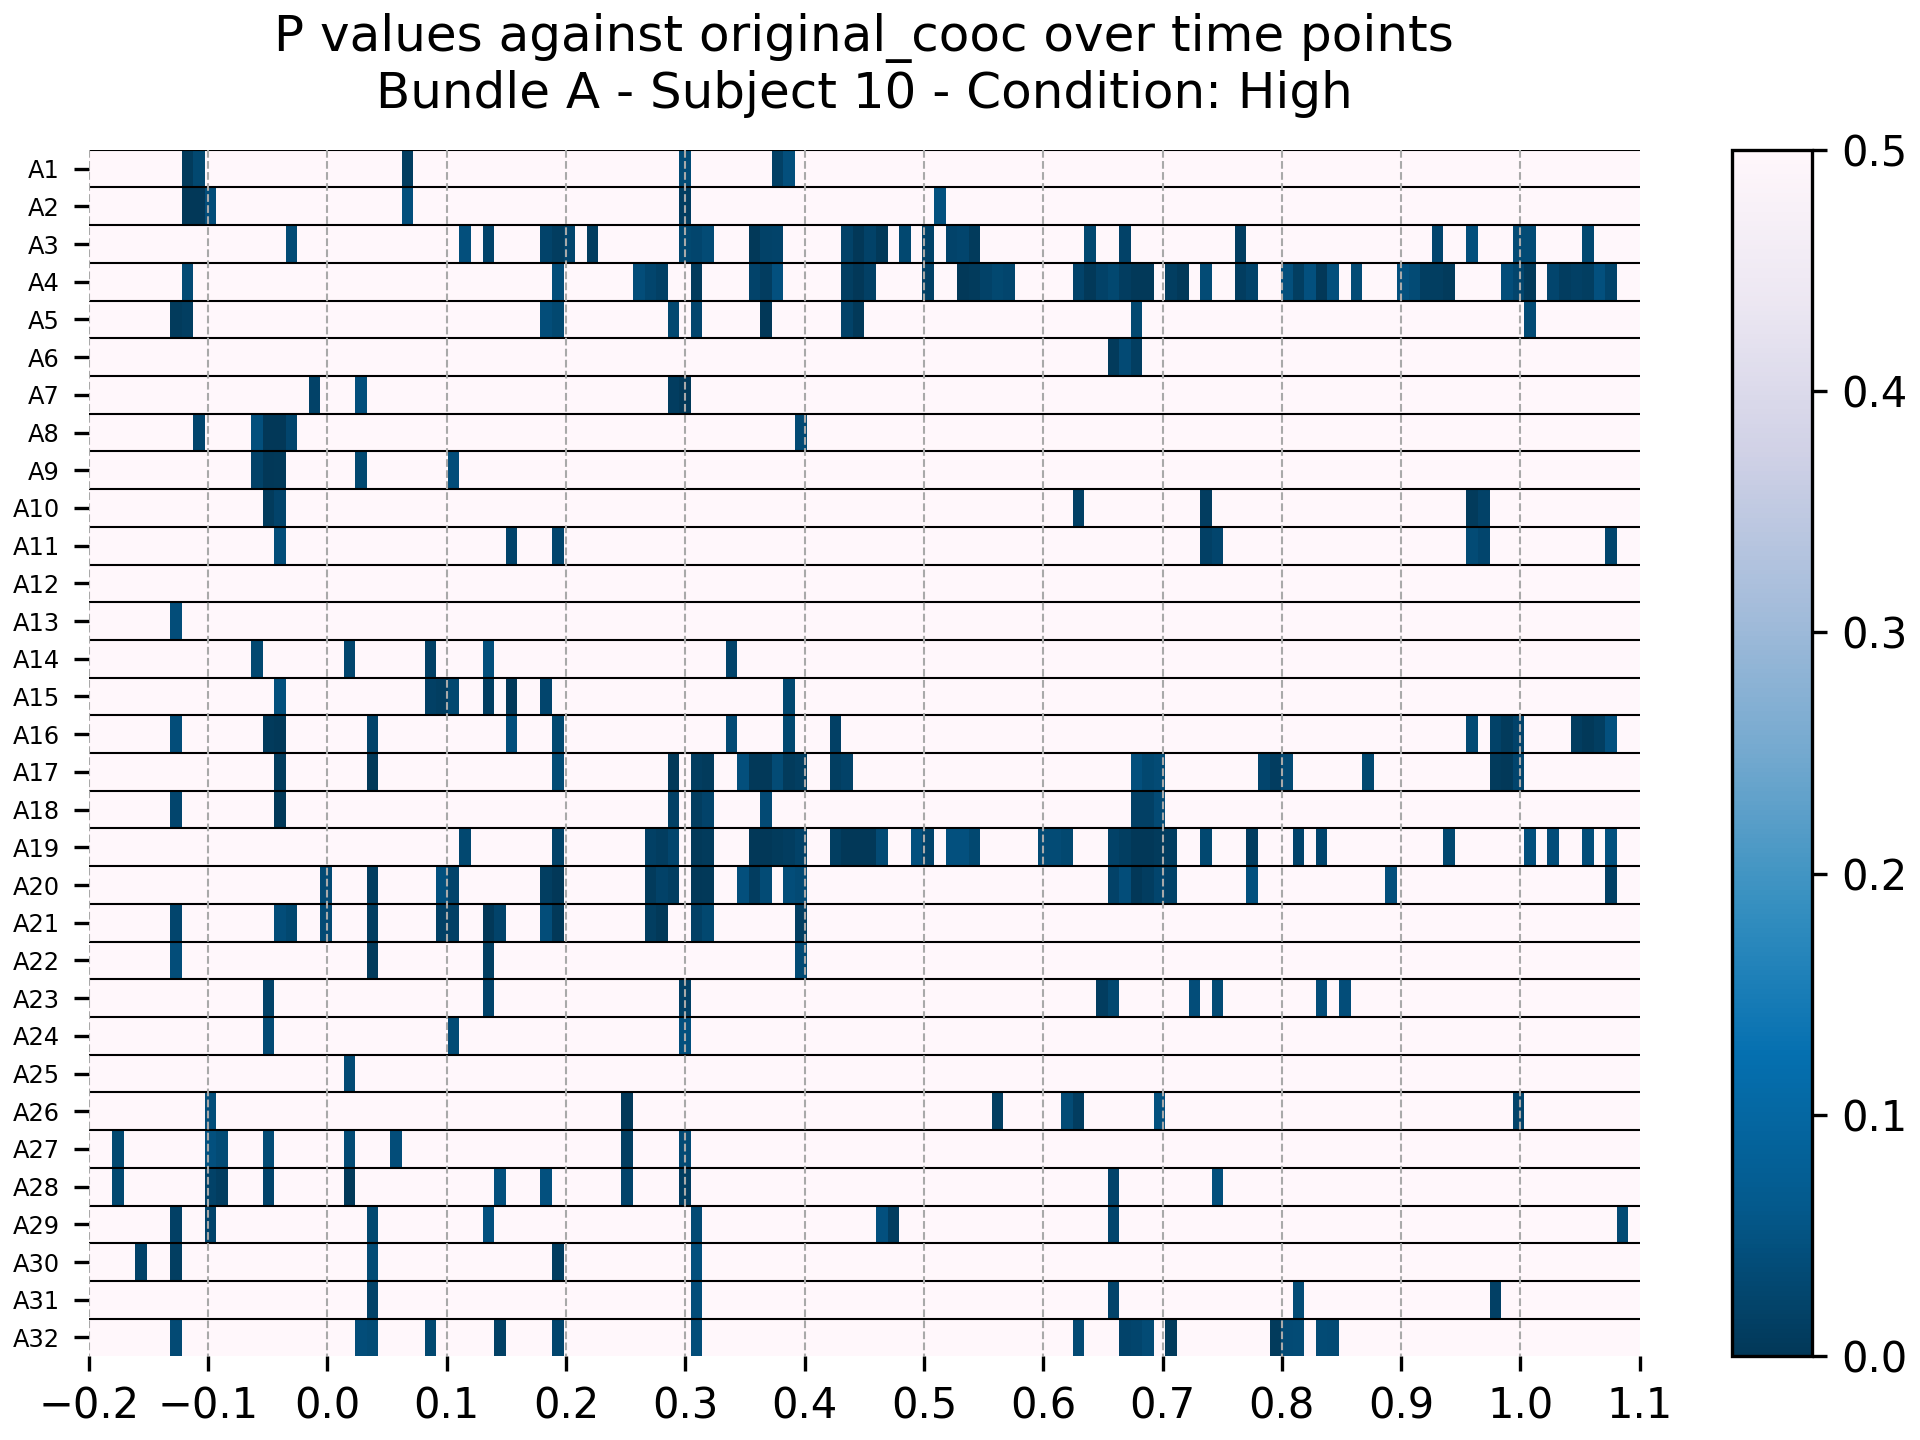 P values against original_cooc over time points
Bundle A - Subject 10 - Condition: High
A1
A2
A3
A4
A5
A6
A7
A8
A9
A10
A11
A12
A13
A14
A15
A16
A17
A18
A19
A20
A21
A22
A23
A24
A25
A26
A27
A28
A29
A30
A31
A32
−0.2 −0.1 0.0 0.1 0.2 0.3 0.4 0.5 0.6 0.7 0.8 0.9 1.0 1.1
0.5
0.4
0.3
0.2
0.1
0.0